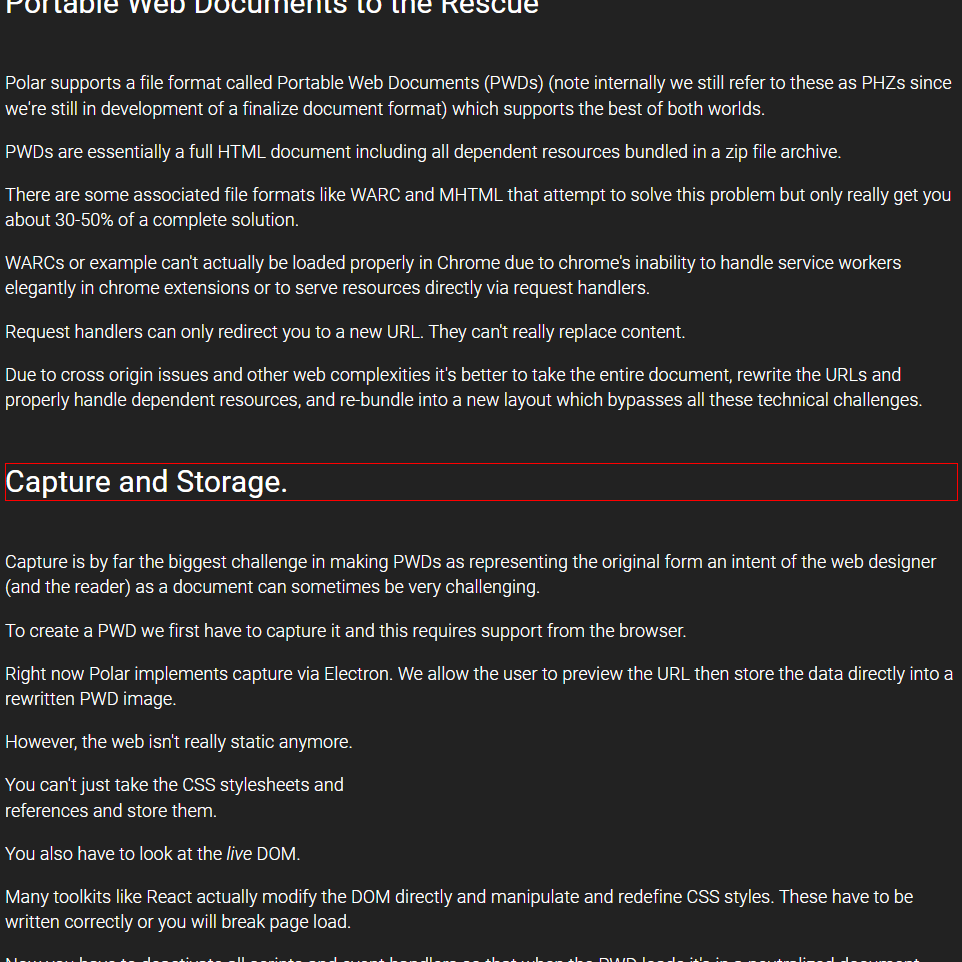 Portable Web Documents to the Rescue
Polar supports a file format called Portable Web Documents (PWDs) (note internally we still refer to these as PHZs since
we're still in development of a finalize document format) which supports the best of both worlds.
PWDs are essentially a full HTML document including all dependent resources bundled in a zip file archive.
There are some associated file formats like WARC and MHTML that attempt to solve this problem but only really get you
about 30-50% of a complete solution.
WARCs or example can't actually be loaded properly in Chrome due to chrome's inability to handle service workers
elegantly in chrome extensions or to serve resources directly via request handlers.
Request handlers can only redirect you to a new URL. They can't really replace content.
Due to cross origin issues and other web complexities it's better to take the entire document, rewrite the URLs and
properly handle dependent resources, and re-bundle into a new layout which bypasses all these technical challenges.
Capture and Storage.
Capture is by far the biggest challenge in making PWDs as representing the original form an intent of the web designer
(and the reader) as a document can sometimes be very challenging.
To create a PWD we first have to capture it and this requires support from the browser.
Right now Polar implements capture via Electron. We allow the user to preview the URL then store the data directly into a
rewritten PWD image.
However, the web isn't really static anymore.
You can't just take the CSS stylesheets and
references and store them.
You also have to look at the live DOM.
Many toolkits like React actually modify the DOM directly and manipulate and redefine CSS styles. These have to be
written correctly or you will break page load.